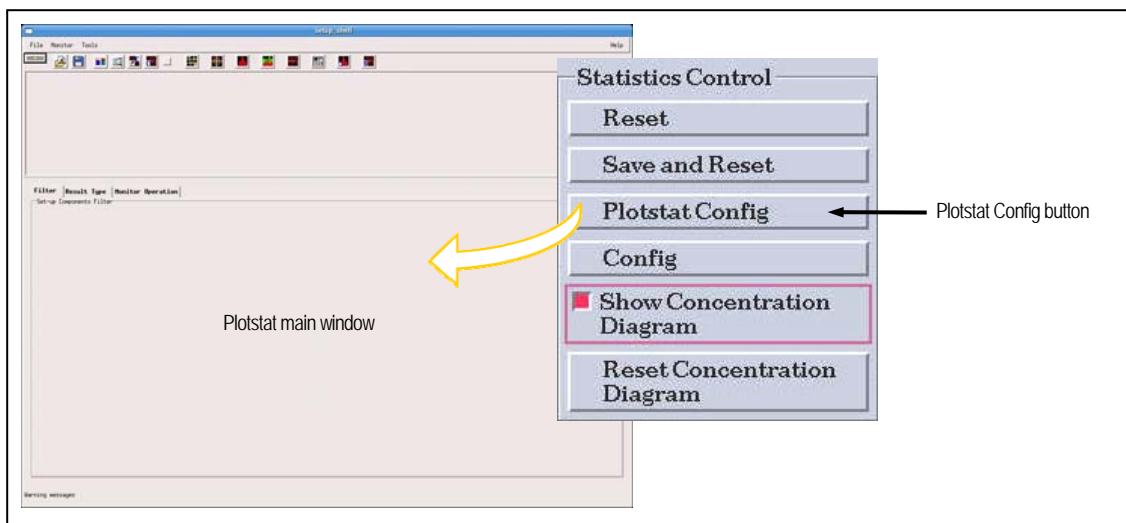 setup_shell
File Monitor Tools Help
Filter Result Type Monitor Operation
Set-up Components Filter
Plotstat main window
Warning messages
Statistics Control
Reset
Save and Reset
Plotstat Config
Config
Show Concentration
Diagram
Reset Concentration
Diagram
Plotstat Config button